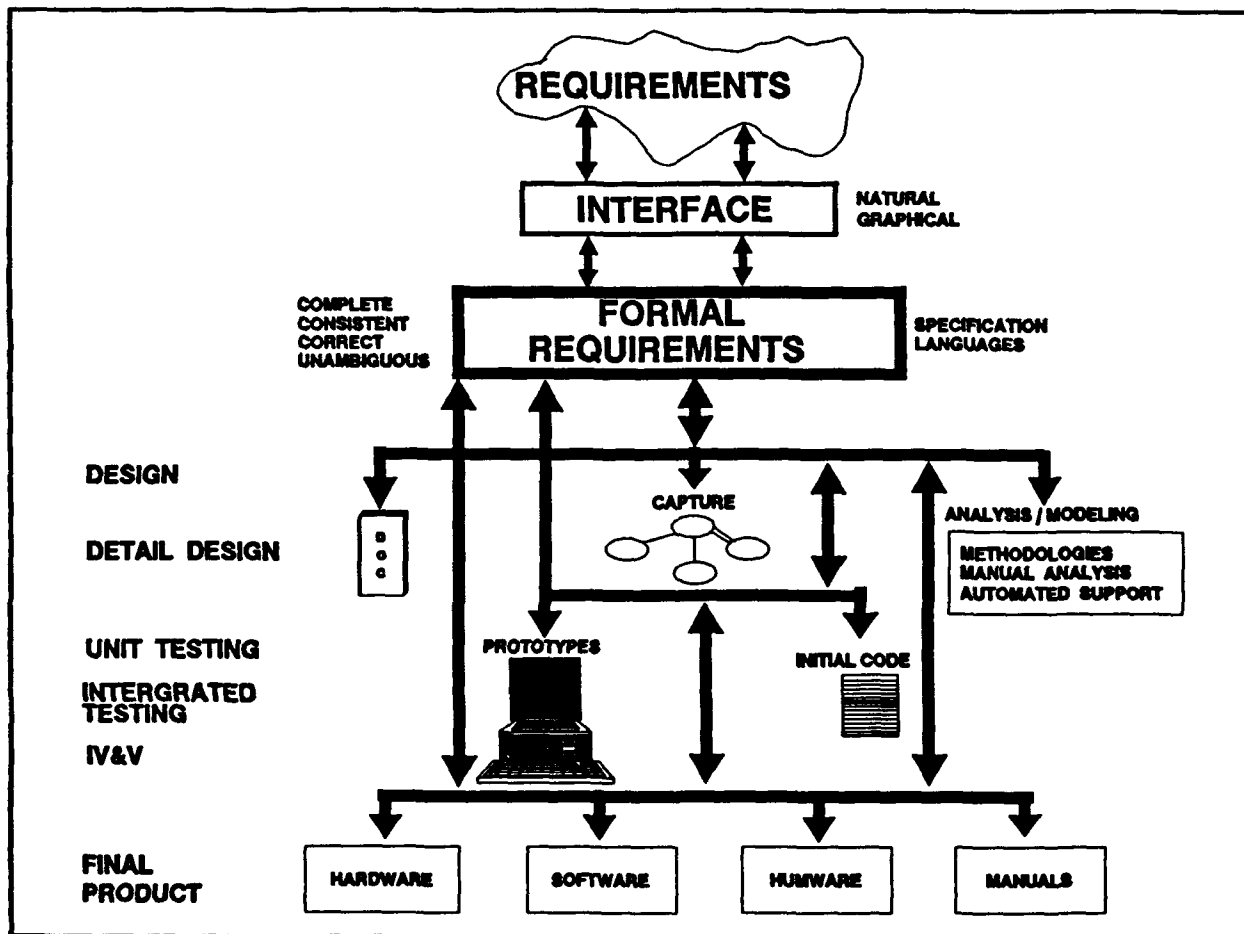 REQUIREMENTS
INTERFACE
NATURAL
GRAPHICAL
COMPLETE
CONSISTENT
CORRECT
UNAMBIGUOUS
FORMAL
REQUIREMENTS
SPECIFICATION
LANGUAGES
DESIGN
CAPTURE
ANALYSIS / MODELING
DETAIL DESIGN
D
O
C
METHODOLOGIES
MANUAL ANALYSIS
AUTOMATED SUPPORT
UNIT TESTING
PROTOTYPES
INITIAL CODE
INTERGRATED
TESTING
IV&V
FINAL
PRODUCT
HARDWARE
SOFTWARE
HUMWARE
MANUALS